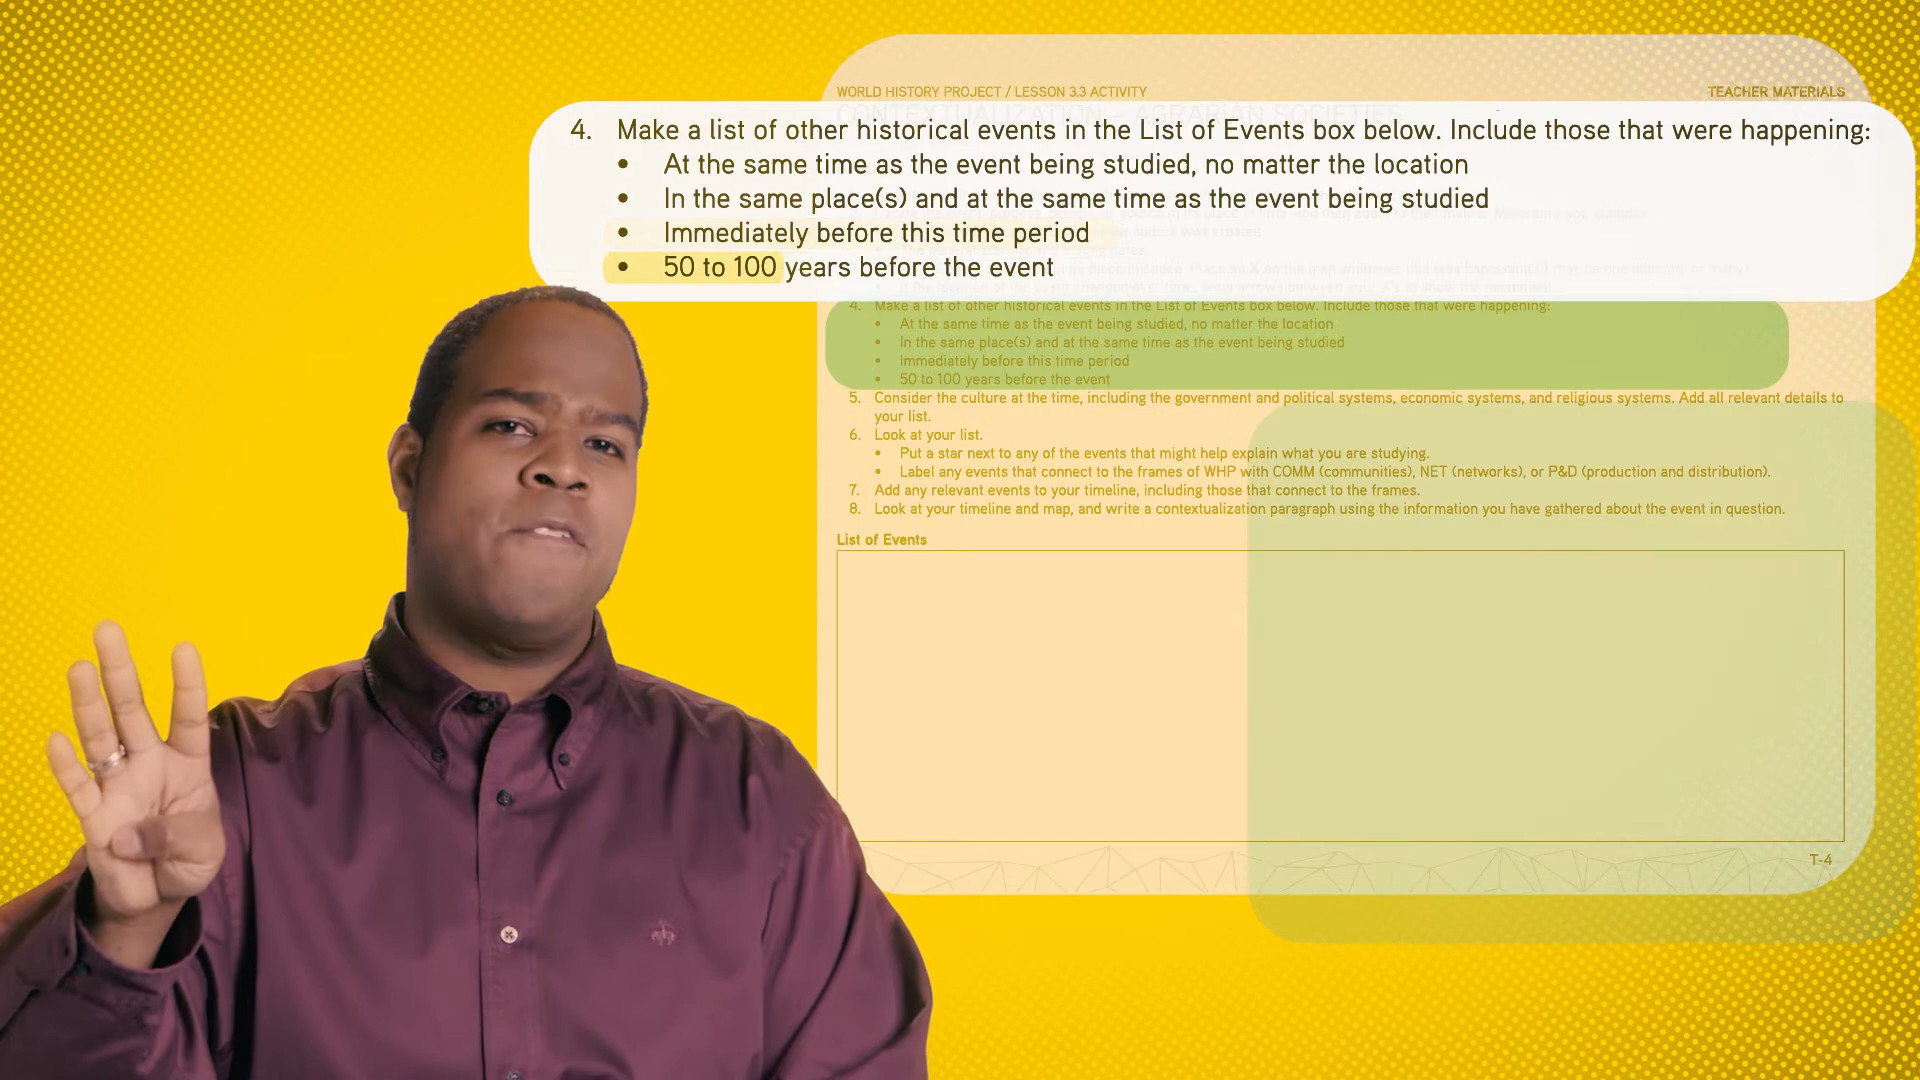 WORLD HISTORY PROJECT / LESSON 3.3 ACTIVITY
TEACHER MATERIALS
CONTEXTUALIZATION – AGRARIAN SOCIETIES
4. Make a list of other historical events in the List of Events box below. Include those that were happening:
• At the same time as the event being studied, no matter the location
• In the same place(s) and at the same time as the event being studied
• Immediately before this time period
• 50 to 100 years before the event
4. Make a list of other historical events in the List of Events box below. Include those that were happening:
• At the same time as the event being studied, no matter the location
• In the same place(s) and at the same time as the event being studied
• Immediately before this time period
• 50 to 100 years before the event
5. Consider the culture at the time, including the government and political systems, economic systems, and religious systems. Add all relevant details to
your list.
6. Look at your list.
• Put a star next to any of the events that might help explain what you are studying.
• Label any events that connect to the frames of WHP with COMM (communities), NET (networks), or P&D (production and distribution).
7. Add any relevant events to your timeline, including those that connect to the frames.
8. Look at your timeline and map, and write a contextualization paragraph using the information you have gathered about the event in question.
List of Events
T-4